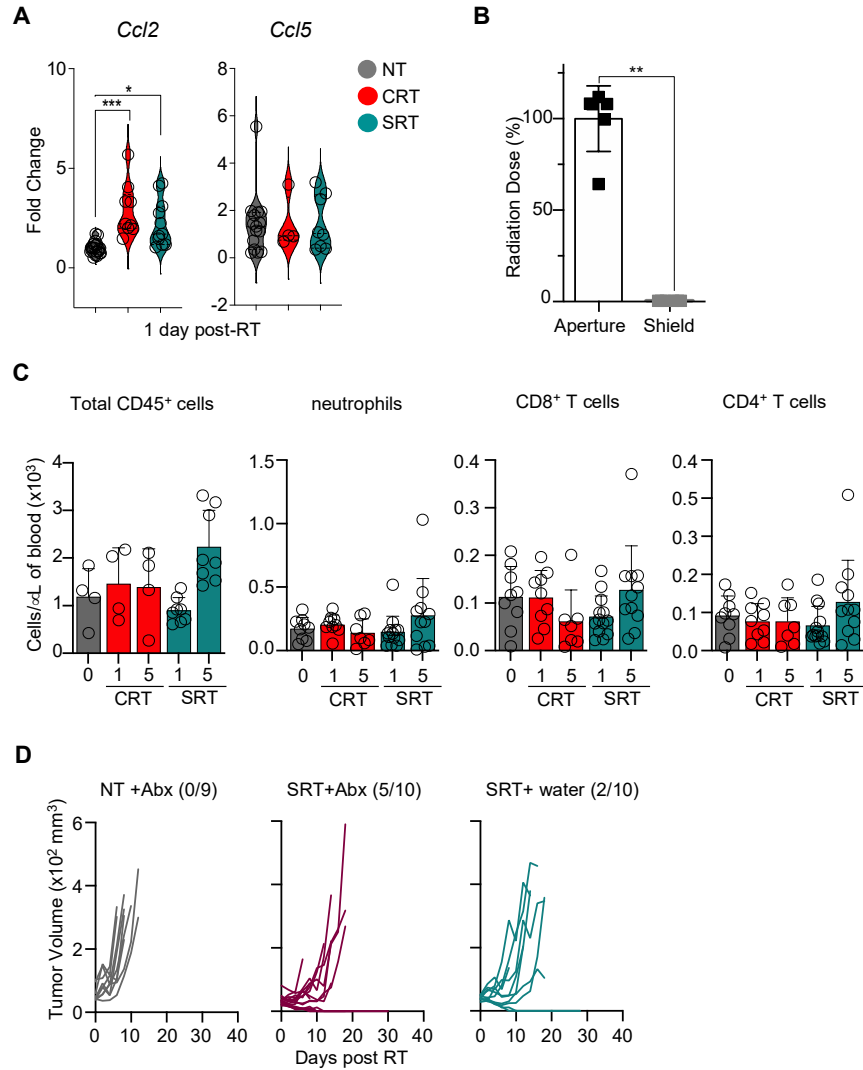 A
Ccl2
Ccl5
10
5
0
Fold Change
***
*
8
6
4
2
0
-2
NT
CRT
SRT
1 day post-RT
B
**
100
50
0
Radiation Dose (%)
Aperture
Shield
C
Total CD45+ cells
neutrophils
CD8+ T cells
CD4+ T cells
Cells/∝L of blood (x10³)
4
3
2
1
0
0 1 5 1 5
CRT SRT
1.5
1.0
0.5
0.0
0 1 5 1 5
CRT SRT
0.4
0.3
0.2
0.1
0.0
0 1 5 1 5
CRT SRT
0.4
0.5
0.2
0.1
0.0
0 1 5 1 5
CRT SRT
D
NT +Abx (0/9)
SRT+Abx (5/10)
SRT+ water (2/10)
Tumor Volume (x10² mm³)
6
4
2
0
0 10 20 30 40
0 10 20 30 40
0 10 20 30 40
Days post RT